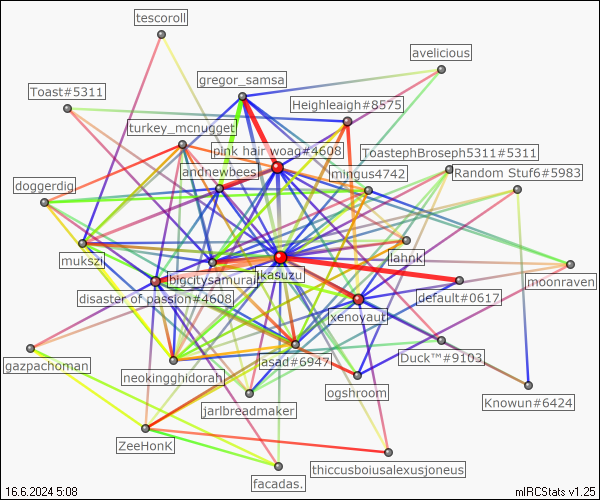 tescoroll
avelicious
gregor_samsa
Toast#5311
Heighleaigh#8575
turkey_mcnugget
pink hair woag#4608
ToastephBroseph5311#5311
andnewbees
mingus4742
Random Stuf6#5983
doggerdig
mukszi
lahnk
bigcitysamurai
ikasuzu
moonraven
disaster of passion#4608
default#0617
xenovaut
gazpachoman
neokingghidorah
asad#6947
Duck™#9103
jarlbreadmaker
ogshroom
Knowun#6424
ZeeHonK
thiccusboiusalexusjoneus
facadas.
16.6.2024 5:08
mIRCStats v1.25